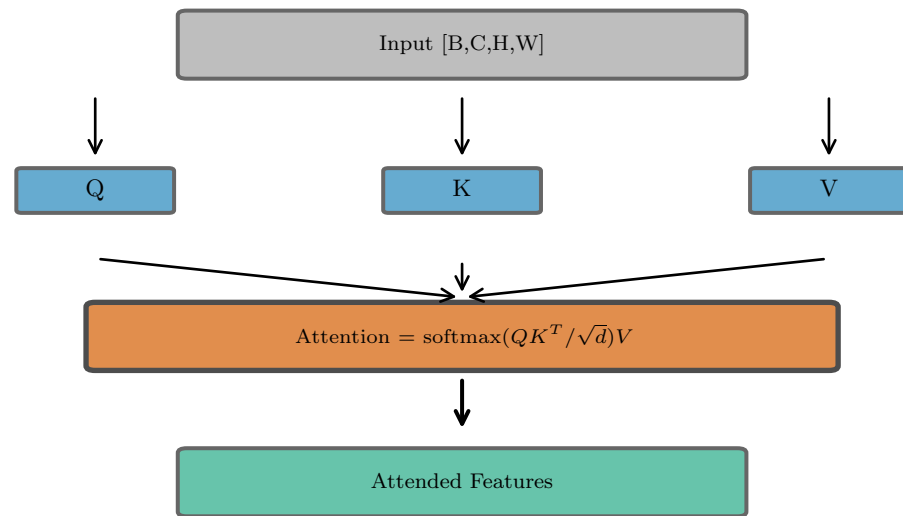 Input [B,C,H,W]
Q K V
Attention = softmax(QK^T/√d)V
Attended Features